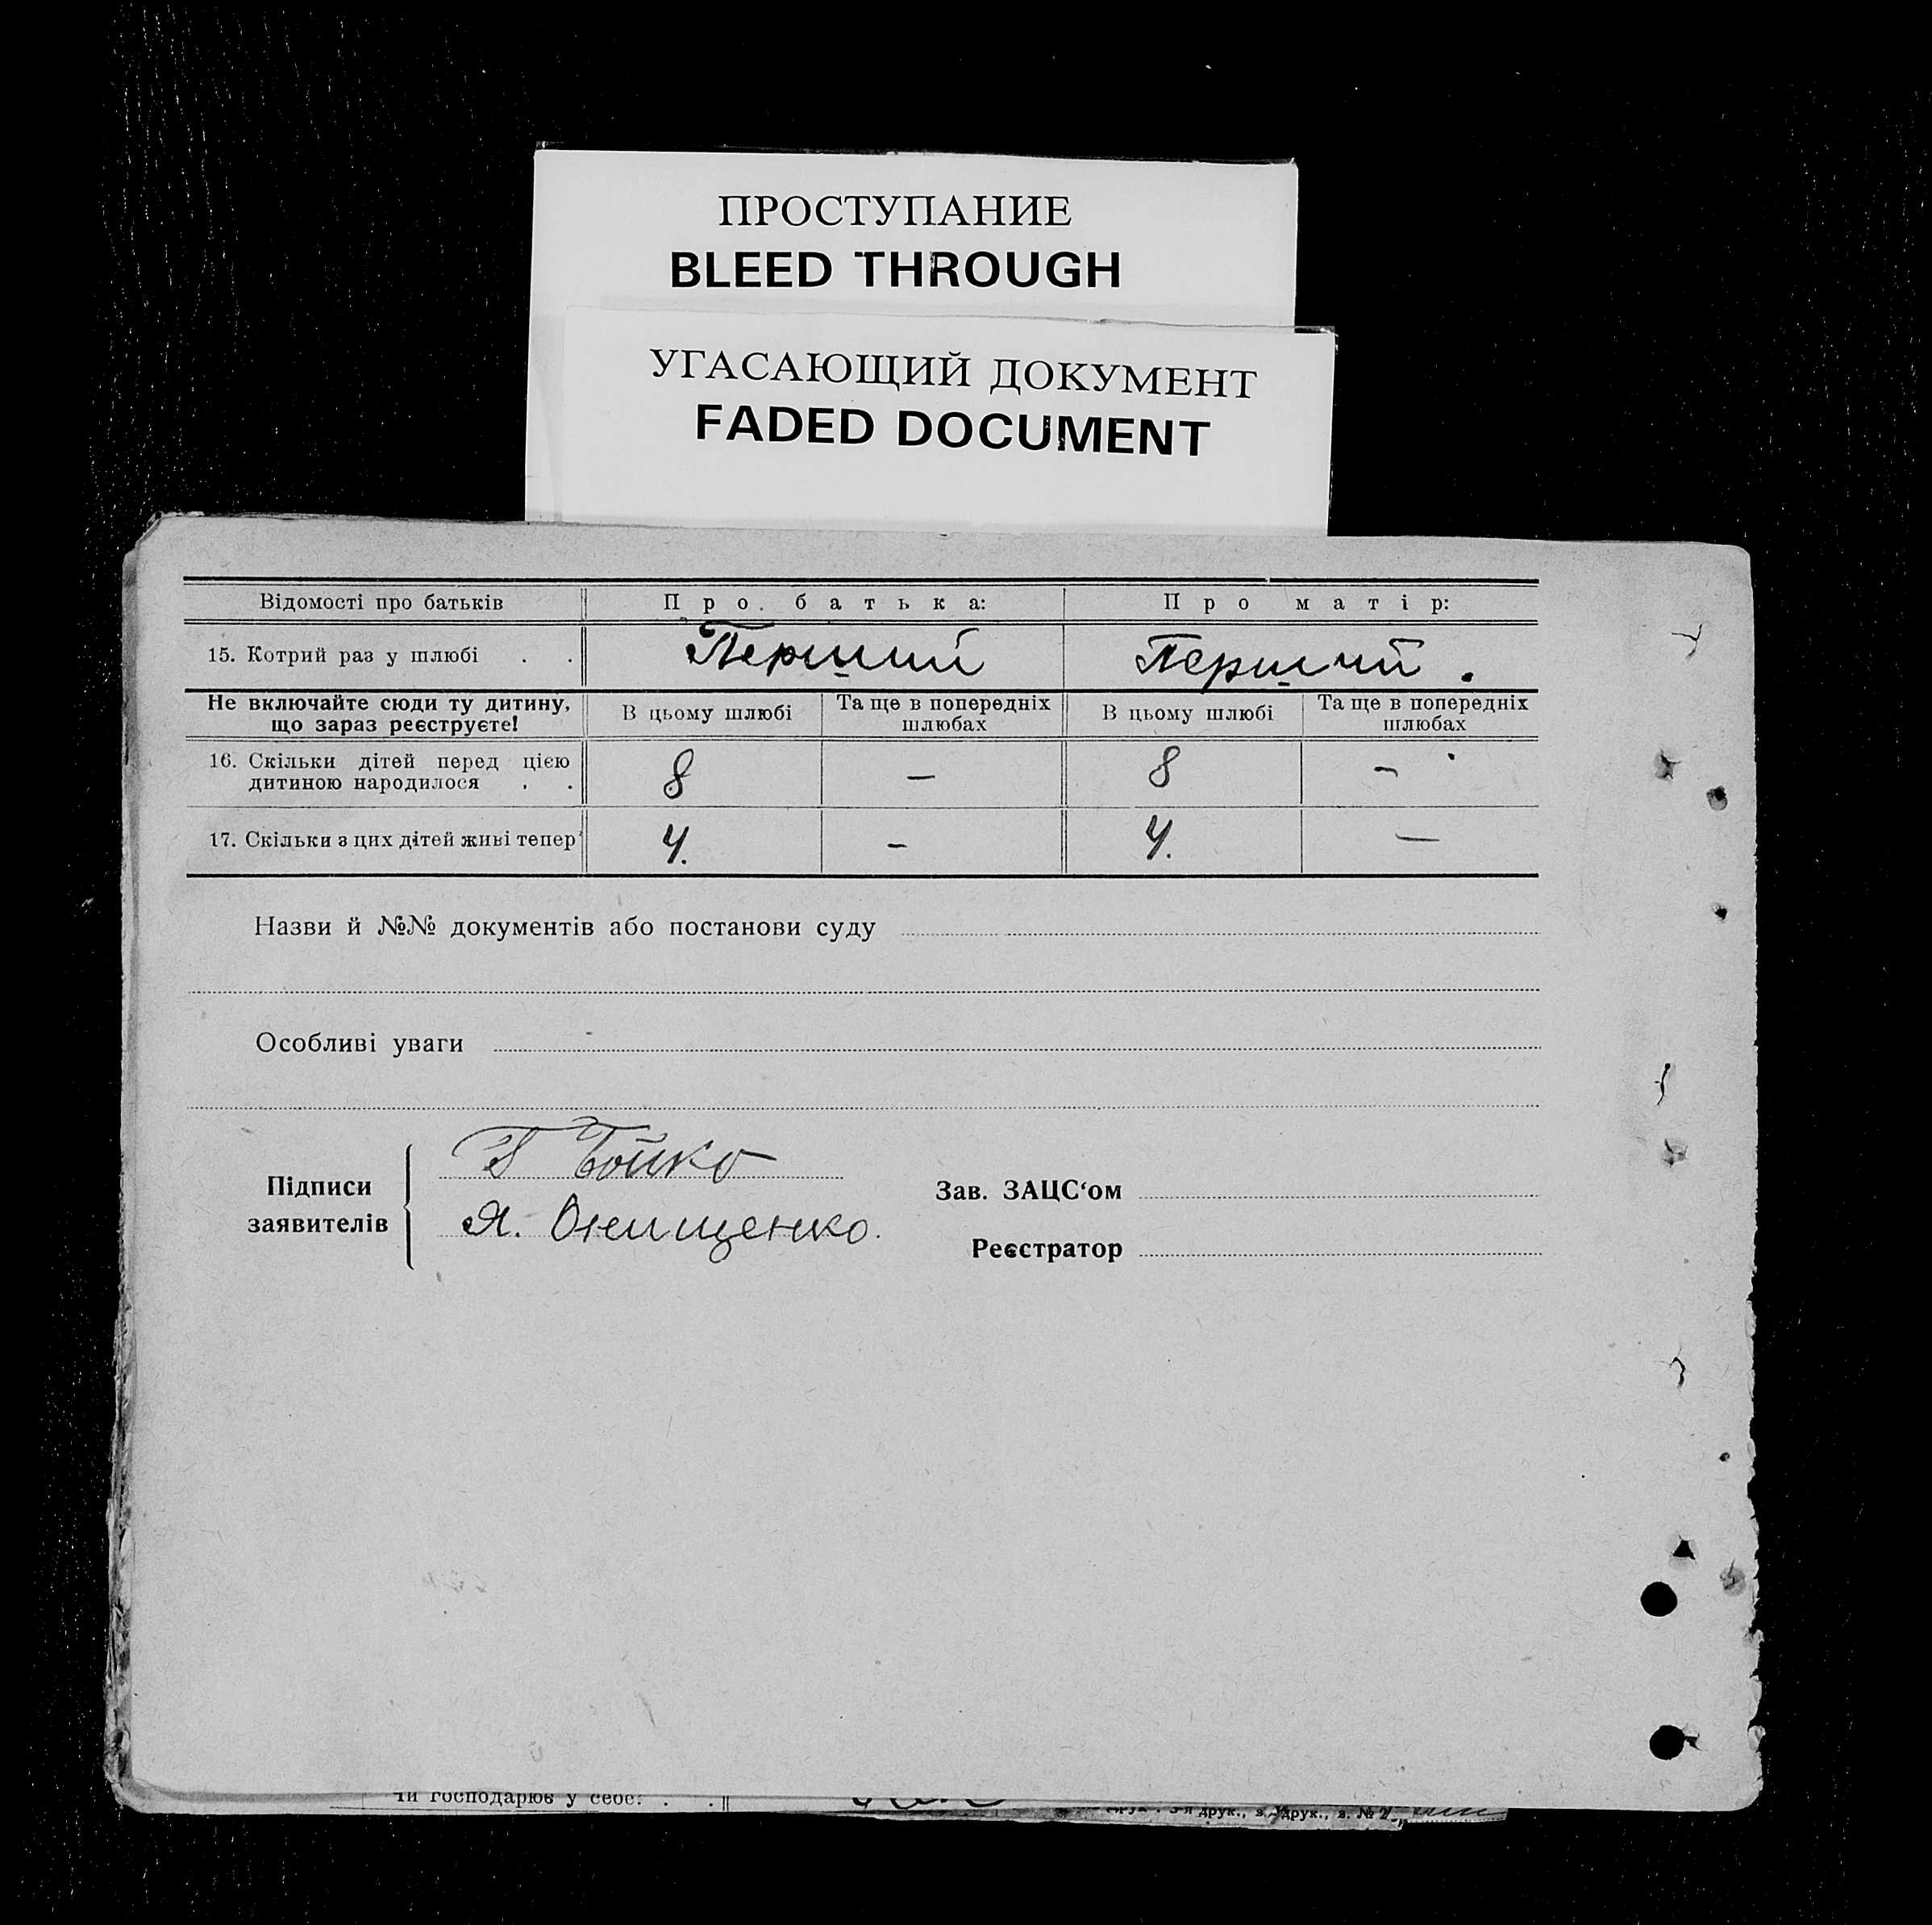 ПРОСТУПАНИЕ
BLEED THROUGH
УГАСАЮЩИЙ ДОКУМЕНТ
FADED DOCUMENT
Відомості про батьків Про. батька: Про матір:
15. Котрий раз у шлюбі . . Перший Перший .
Не включайте сюди ту дитину, що зараз реєструєте! В цьому шлюбі Та ще в попередніх шлюбах В цьому шлюбі Та ще в попередніх шлюбах
16. Скільки дітей перед цією дитиною народилося . . 8 – 8 –
17. Скільки з цих дітей живі тепер 4. – 4. —
Назви й №№ документів або постанови суду
Особливі уваги
Підписи заявителів
Бойко
Я. Онищенко.
Зав. ЗАЦС‘ом
Реєстратор
Чи господарює у себе: . .
друк., з. № 2